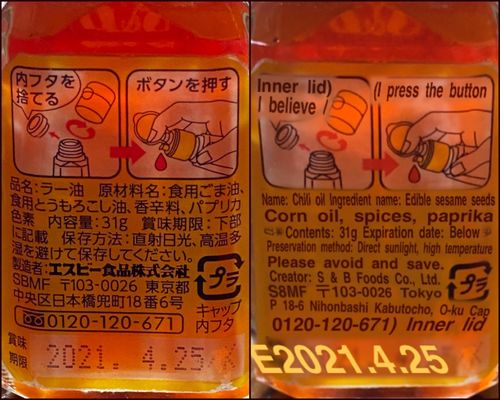 内フタを
捨てる
ボタンを押す
品名:ラー油 原材料名:食用ごま油、
食用とうもろこし油、香辛料、パプリカ
色素 内容量:31g 賞味期限:下部
に記載 保存方法:直射日光、高温多
湿を避けて保存してください。
製造者:エスビー食品株式会社
SBMF 〒103-0026 東京都
中央区日本橋兜町18番6号
プラ
キャップ
内フタ
0120-120-671
賞味
期限
2021. 4.25
Inner lid)
I believe /
(I press the button
Name: Chili oil Ingredient name: Edible sesame seeds
Corn oil, spices, paprika
Contents: 31g Expiration date: Below
Preservation method: Direct sunlight, high temperature
Please avoid and save.
Creator: S & B Foods Co., Ltd.
SBMF 〒103-0026 Tokyo
プラ
P 18-6 Nihonbashi Kabutocho, O-ku Cap
0120-120-671) Inner lid
E2021.4.25